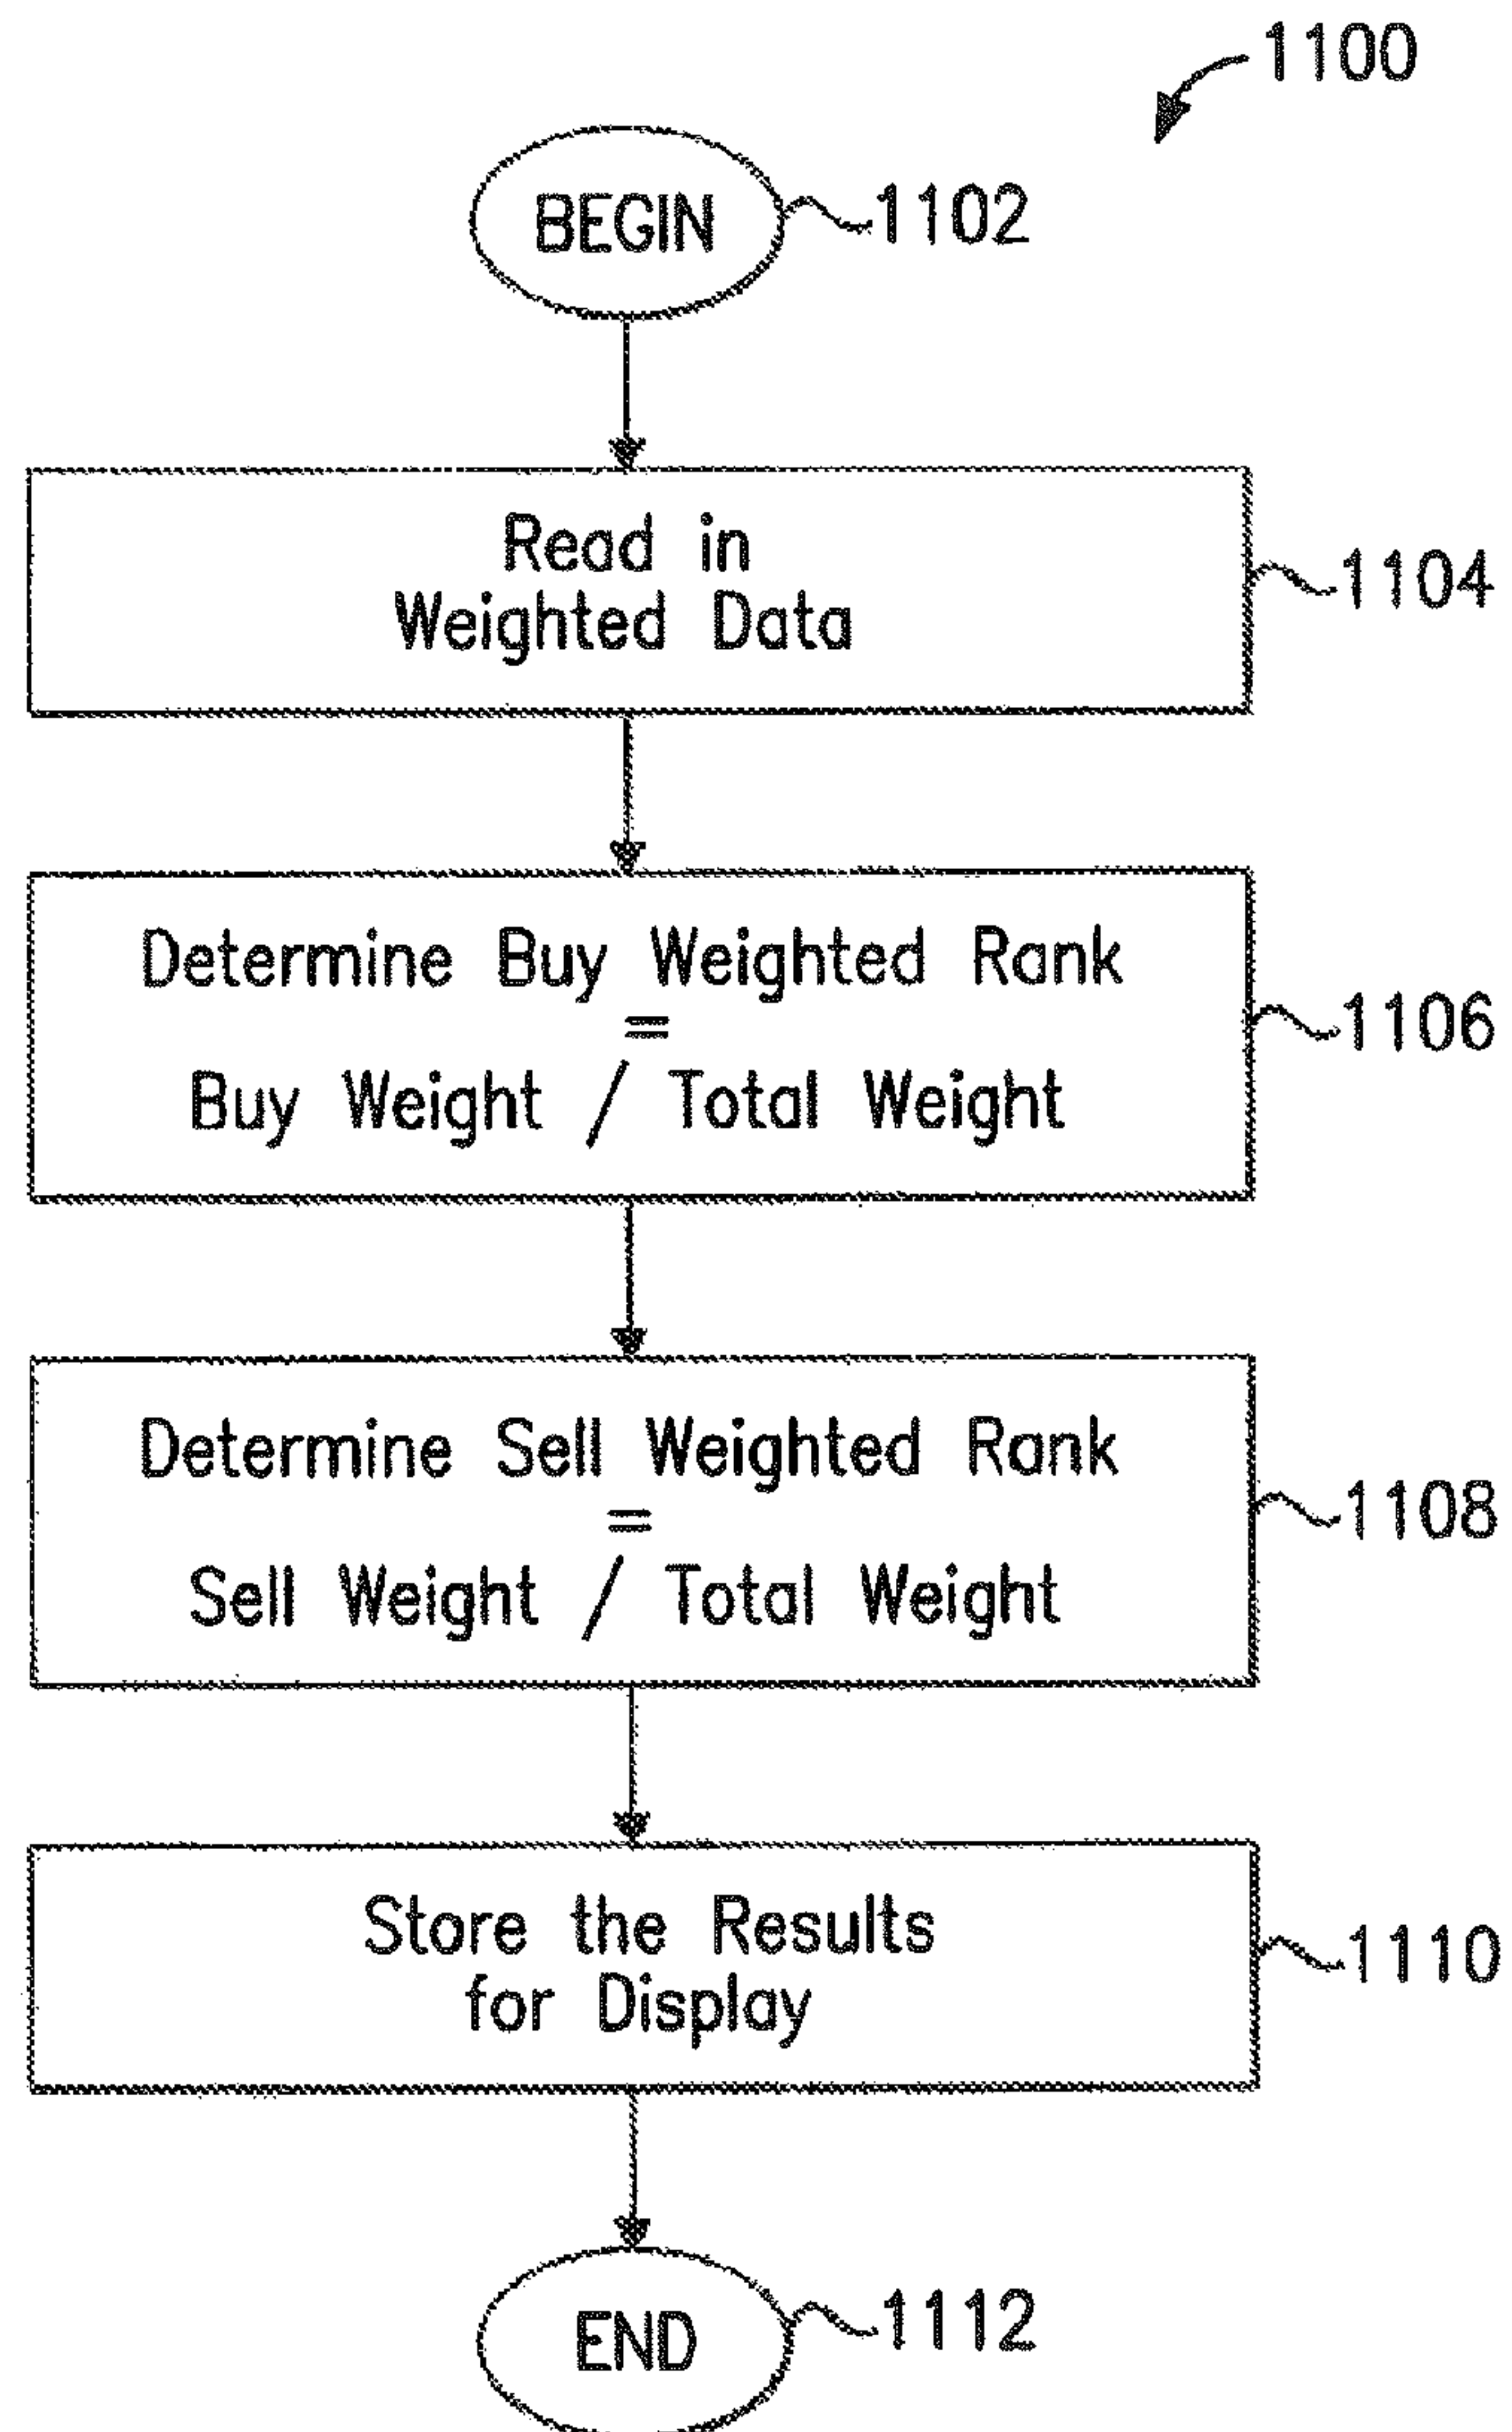 1100
BEGIN 1102
Read in
Weighted Data
1104
Determine Buy Weighted Rank
=
Buy Weight / Total Weight
1106
Determine Sell Weighted Rank
=
Sell Weight / Total Weight
1108
Store the Results
for Display
1110
END 1112